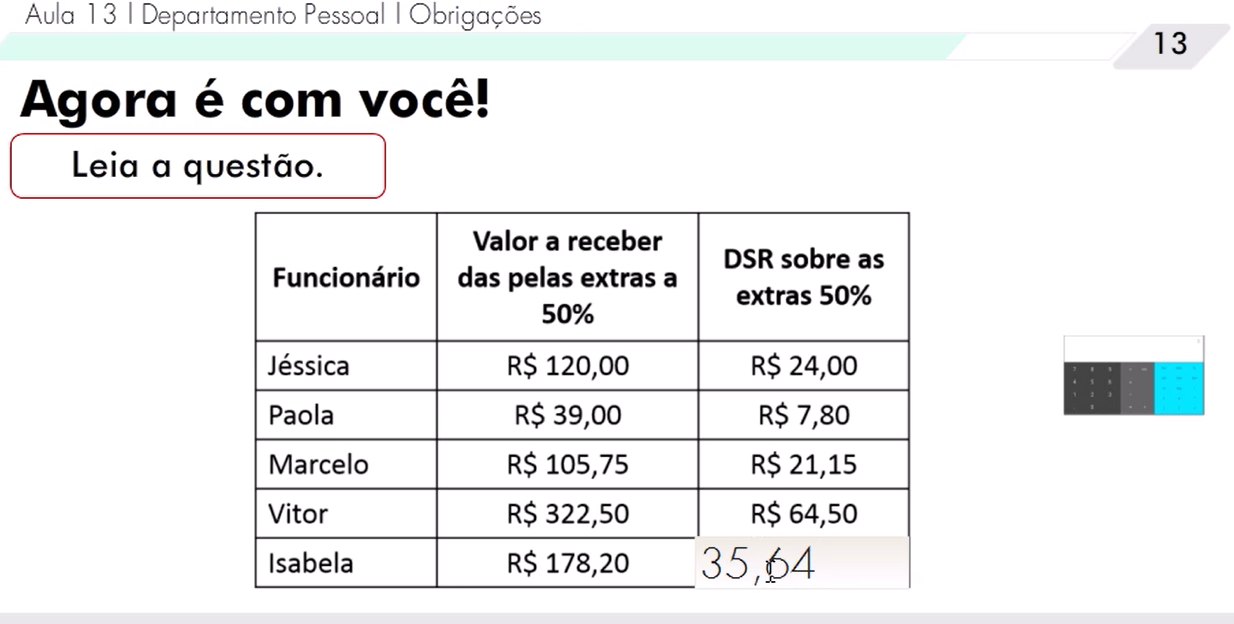 Aula 13 | Departamento Pessoal | Obrigações
13
Agora é com você!
Leia a questão.
Funcionário
Valor a receber
das pelas extras a
50%
DSR sobre as
extras 50%
Jéssica R$ 120,00 R$ 24,00
Paola R$ 39,00 R$ 7,80
Marcelo R$ 105,75 R$ 21,15
Vitor R$ 322,50 R$ 64,50
Isabela R$ 178,20 35,64